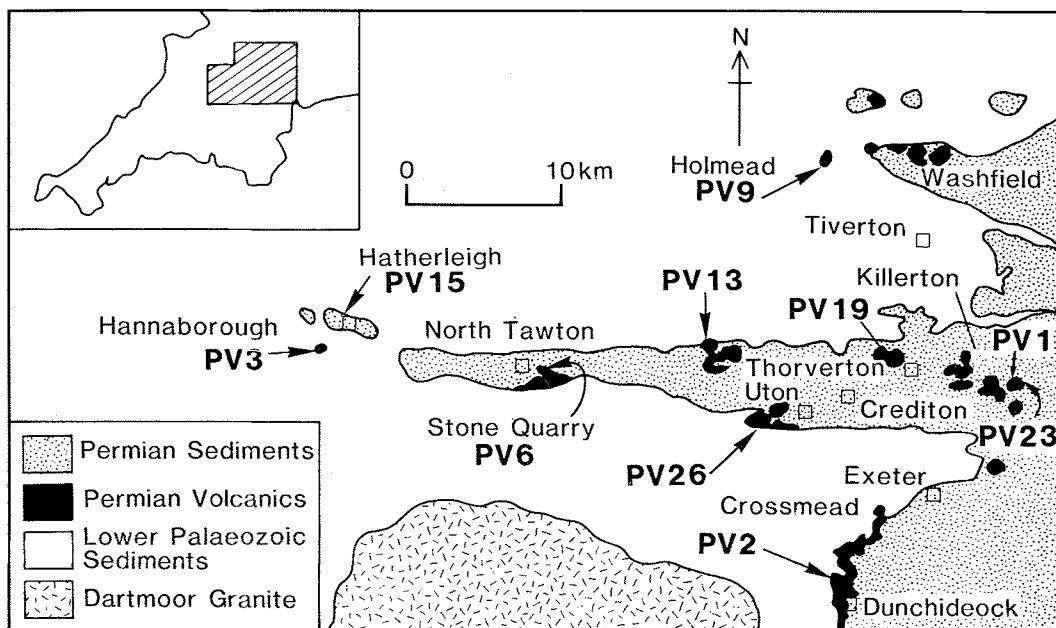 N
0
10km
Holmead
PV9
Washfield
Tiverton
Hatherleigh
PV15
Killerton
PV13
PV19
PV1
Hannaborough
PV3
North Tawton
Thorverton
Uton
Crediton
Stone Quarry
PV6
PV23
PV26
Exeter
Crossmead
PV2
Dunchideock
Permian Sediments
Permian Volcanics
Lower Palaeozoic
Sediments
Dartmoor Granite